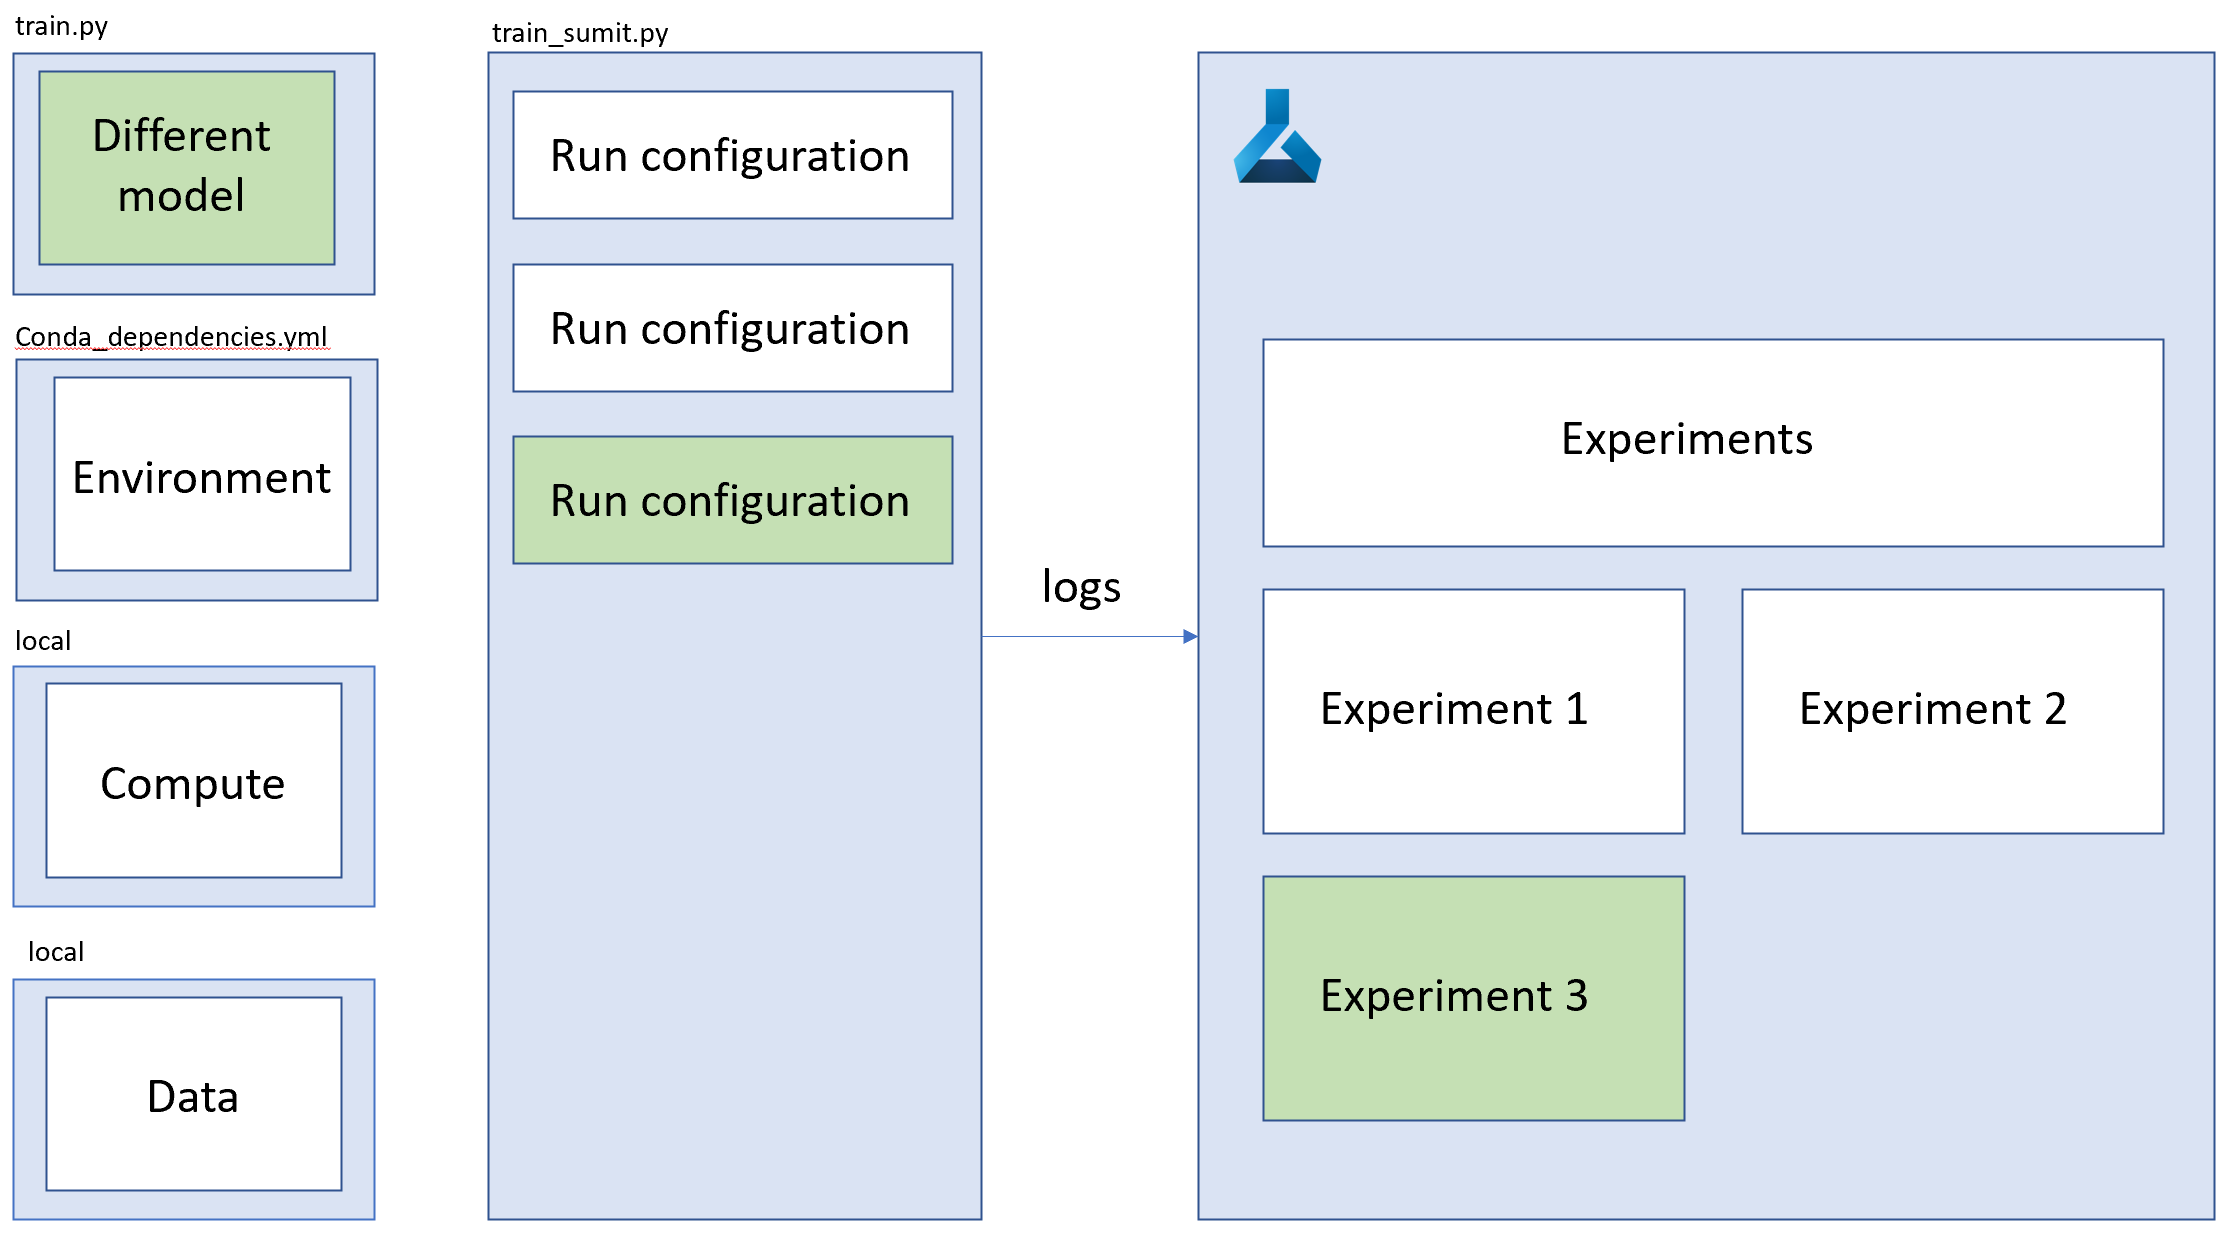 train.py
Different
model
Conda_dependencies.yml
Environment
local
Compute
local
Data
train_sumit.py
Run configuration
Run configuration
Run configuration
logs
Experiments
Experiment 1
Experiment 2
Experiment 3